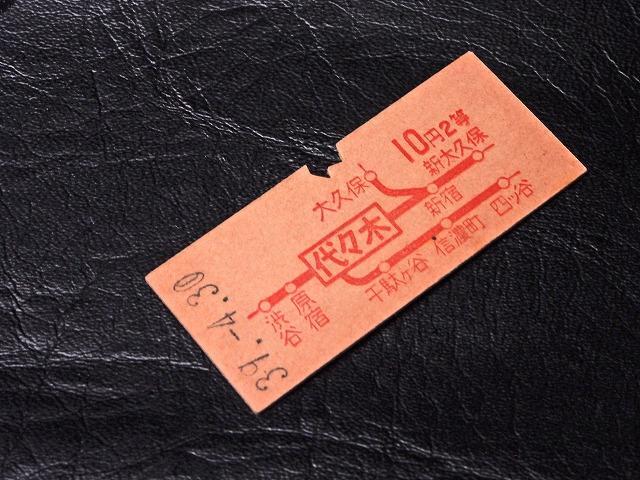 10円2等
新大久保
大久保
新宿
四ッ谷
代々木
信濃町
千駄ヶ谷
原宿
渋谷
39.-4.30